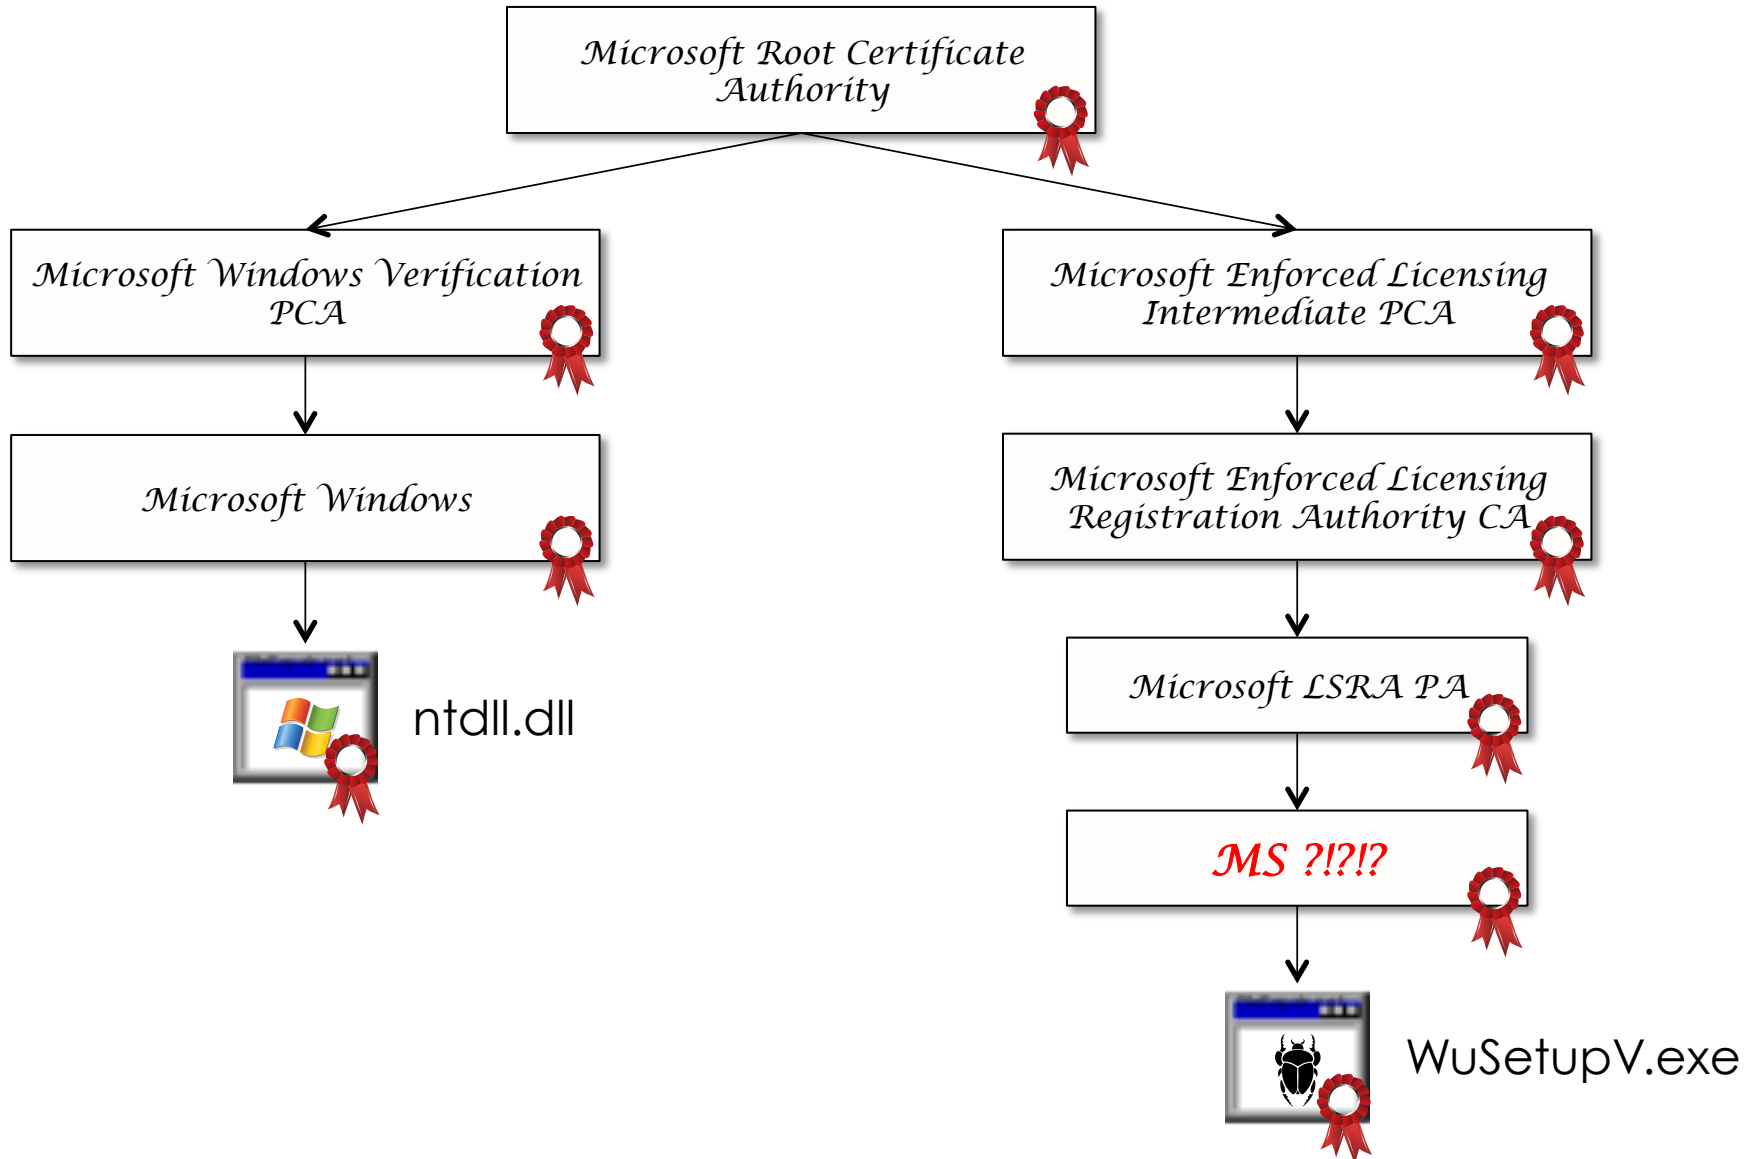 Microsoft Root Certificate
Authority
Microsoft Windows Verification
PCA
Microsoft Enforced Licensing
Intermediate PCA
Microsoft Windows
Microsoft Enforced Licensing
Registration Authority CA
Microsoft LSRA PA
ntdll.dll
MS ?!?!?
WuSetupV.exe